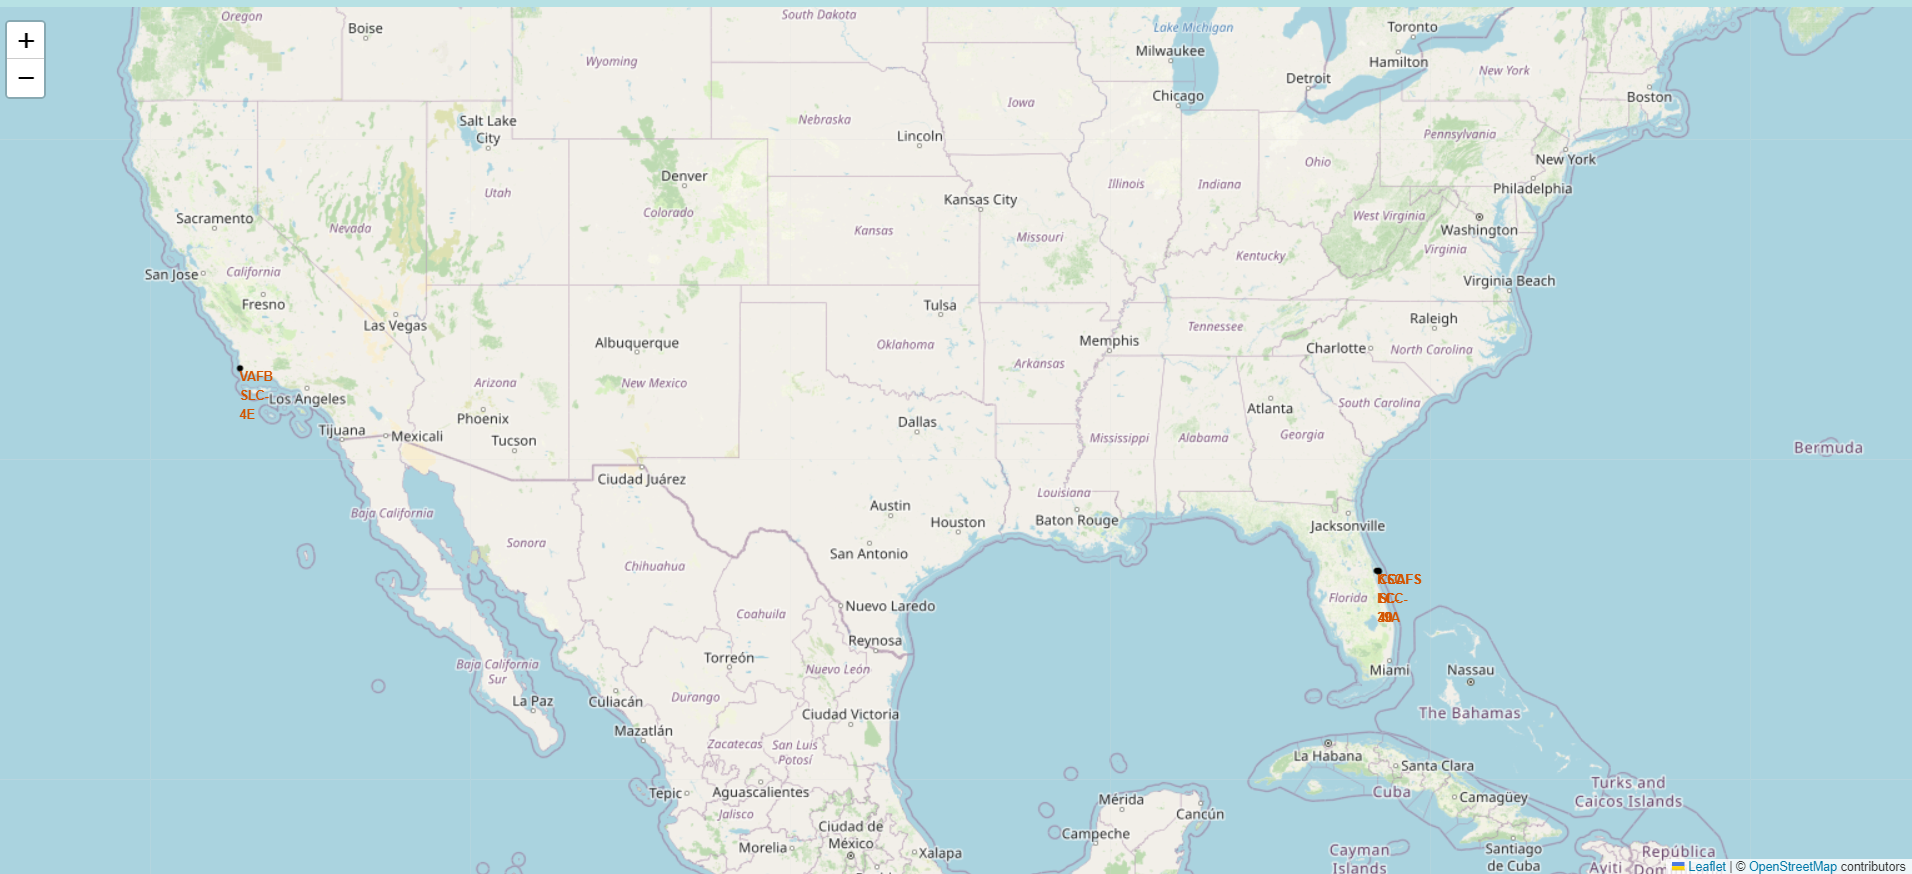 +
−
Oregon
Boise
South Dakota
Lake Michigan
Toronto
Milwaukee
Hamilton
Wyoming
Detroit
New York
Chicago
Boston
Iowa
Salt Lake
City
Nebraska
Lincoln
Pennsylvania
New York
Ohio
Denver
Illinois
Indiana
Philadelphia
Utah
Kansas City
Colorado
West Virginia
Sacramento
Nevada
Kansas
Missouri
Washington
Virginia
Kentucky
San Jose
California
Virginia Beach
Fresno
Tulsa
Las Vegas
Raleigh
Tennessee
Albuquerque
Oklahoma
Memphis
Charlotte
North Carolina
Arkansas
VAFB
SLC-
4E
Los Angeles
Arizona
New Mexico
Phoenix
Dallas
Atlanta
South Carolina
Tijuana
Mexicali
Tucson
Mississippi
Alabama
Georgia
Bermuda
Ciudad Juárez
Louisiana
Baja California
Austin
Houston
Baton Rouge
Jacksonville
Sonora
San Antonio
Chihuahua
Florida
Nuevo Laredo
Coahuila
Reynosa
Baja California
Sur
Torreón
Nuevo León
Miami
Nassau
Durango
La Paz
Culiacán
Ciudad Victoria
The Bahamas
Mazatlán
Zacatecas
San Luis
Potosí
La Habana
Santa Clara
Turks and
Caicos Islands
Tepic
Aguascalientes
Mérida
Cuba
Camagüey
Jalisco
Cancún
Ciudad de
México
Campeche
Morelia
Xalapa
Cayman
Islands
Santiago
de Cuba
República
Ayiti
Leaflet | © OpenStreetMap contributors